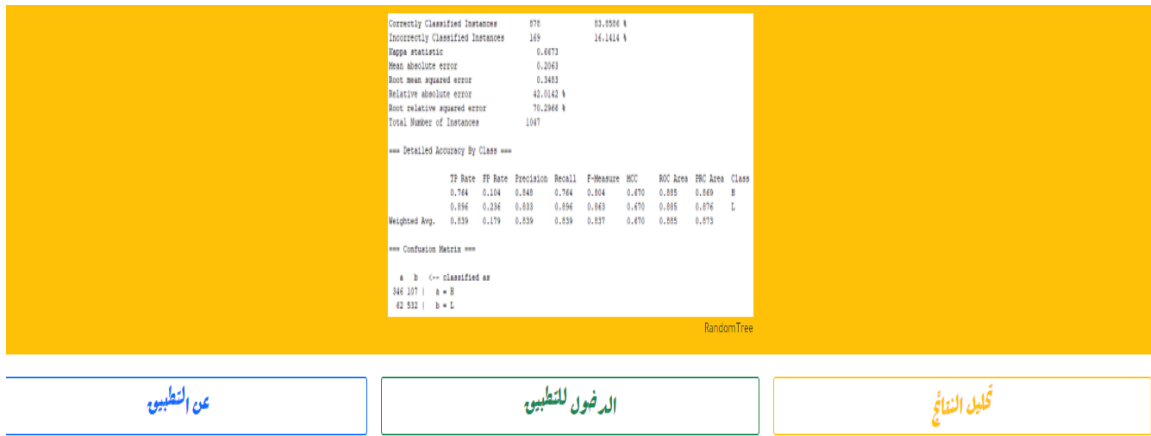 Correctly Classified Instances 878 83.8586 %
Incorrectly Classified Instances 169 16.1414 %
Kappa statistic 0.6673
Mean absolute error 0.2063
Root mean squared error 0.3483
Relative absolute error 42.0142 %
Root relative squared error 70.2966 %
Total Number of Instances 1047
=== Detailed Accuracy By Class ===
TP Rate FP Rate Precision Recall F-Measure MCC ROC Area PRC Area Class
0.764 0.104 0.848 0.764 0.804 0.670 0.885 0.869 H
0.896 0.236 0.833 0.896 0.863 0.670 0.885 0.876 L
Weighted Avg. 0.839 0.179 0.839 0.839 0.837 0.670 0.885 0.873
=== Confusion Matrix ===
a b <-- classified as
346 107 | a = H
62 532 | b = L
RandomTree
تحليل النتائج
الدخول للتطبيق
عن التطبيق